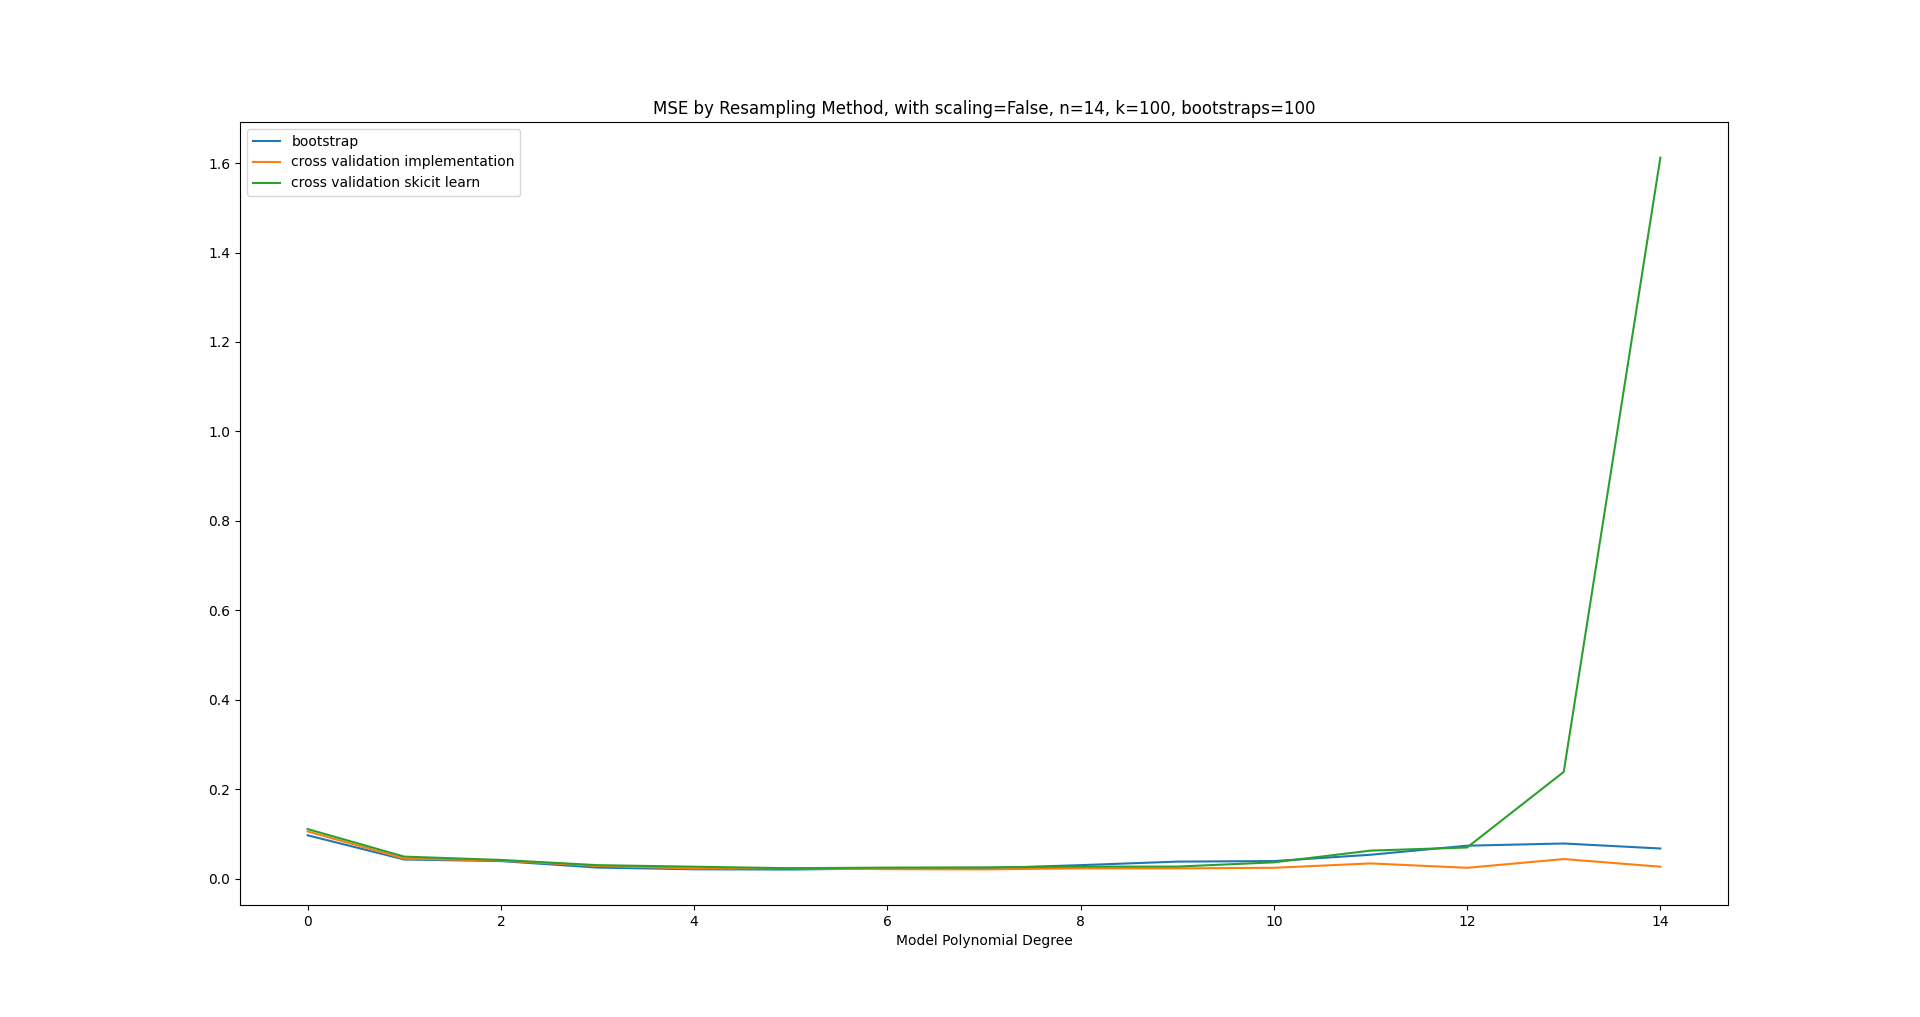 MSE by Resampling Method, with scaling=False, n=14, k=100, bootstraps=100
bootstrap
cross validation implementation
cross validation skicit learn
1.6
1.4
1.2
1.0
0.8
0.6
0.4
0.2
0.0
0 2 4 6 8 10 12 14
Model Polynomial Degree